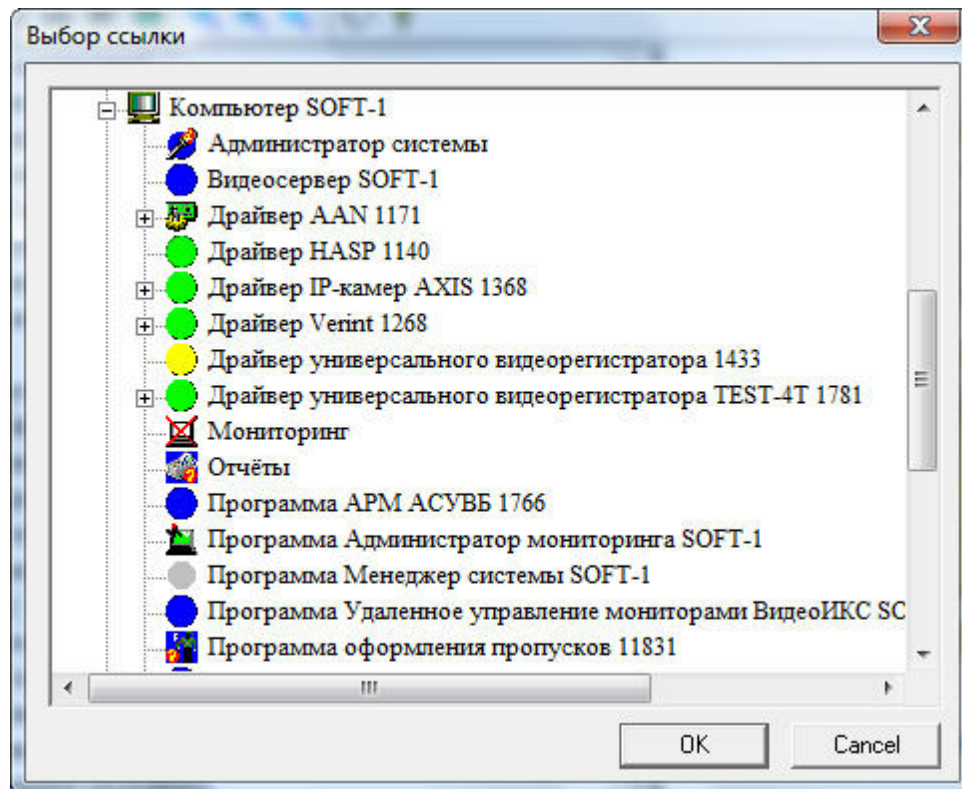 Выбор ссылки
Компьютер SOFT-1
Администратор системы
Видеосервер SOFT-1
Драйвер AAN 1171
Драйвер HASP 1140
Драйвер IP-камер AXIS 1368
Драйвер Verint 1268
Драйвер универсального видеорегистратора 1433
Драйвер универсального видеорегистратора TEST-4T 1781
Мониторинг
Отчёты
Программа АРМ АСУВБ 1766
Программа Администратор мониторинга SOFT-1
Программа Менеджер системы SOFT-1
Программа Удаленное управление мониторами ВидеоИКС SC
Программа оформления пропусков 11831
OK Cancel